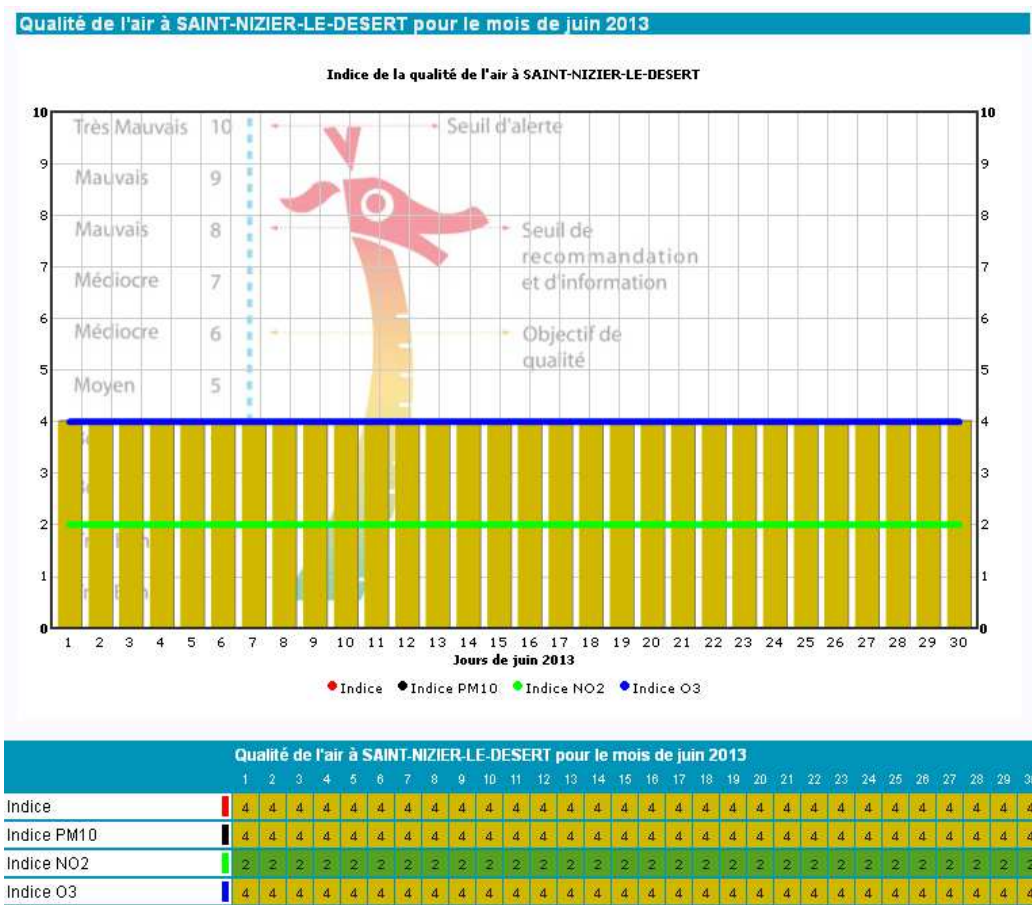 Qualité de l'air à SAINT-NIZIER-LE-DESERT pour le mois de juin 2013
Indice de la qualité de l'air à SAINT-NIZIER-LE-DESERT
10 10
Très Mauvais 10 Seuil d'alerte
9 9
Mauvais 9
8 8
Mauvais 8 Seuil de
recommandation
7 7
Médiocre 7 et d'information
6 6
Médiocre 6 Objectif de
qualité
5 5
Moyen 5
4 4
3 3
2 2
1 1
0 0
1 2 3 4 5 6 7 8 9 10 11 12 13 14 15 16 17 18 19 20 21 22 23 24 25 26 27 28 29 30
Jours de juin 2013
Indice Indice PM10 Indice NO2 Indice O3
Qualité de l'air à SAINT-NIZIER-LE-DESERT pour le mois de juin 2013
1 2 3 4 5 6 7 8 9 10 11 12 13 14 15 16 17 18 19 20 21 22 23 24 25 26 27 28 29
Indice 4 4 4 4 4 4 4 4 4 4 4 4 4 4 4 4 4 4 4 4 4 4 4 4 4 4 4 4 4 4
Indice PM10 4 4 4 4 4 4 4 4 4 4 4 4 4 4 4 4 4 4 4 4 4 4 4 4 4 4 4 4 4 4
Indice NO2 2 2 2 2 2 2 2 2 2 2 2 2 2 2 2 2 2 2 2 2 2 2 2 2 2 2 2 2 2 2
Indice O3 4 4 4 4 4 4 4 4 4 4 4 4 4 4 4 4 4 4 4 4 4 4 4 4 4 4 4 4 4 4